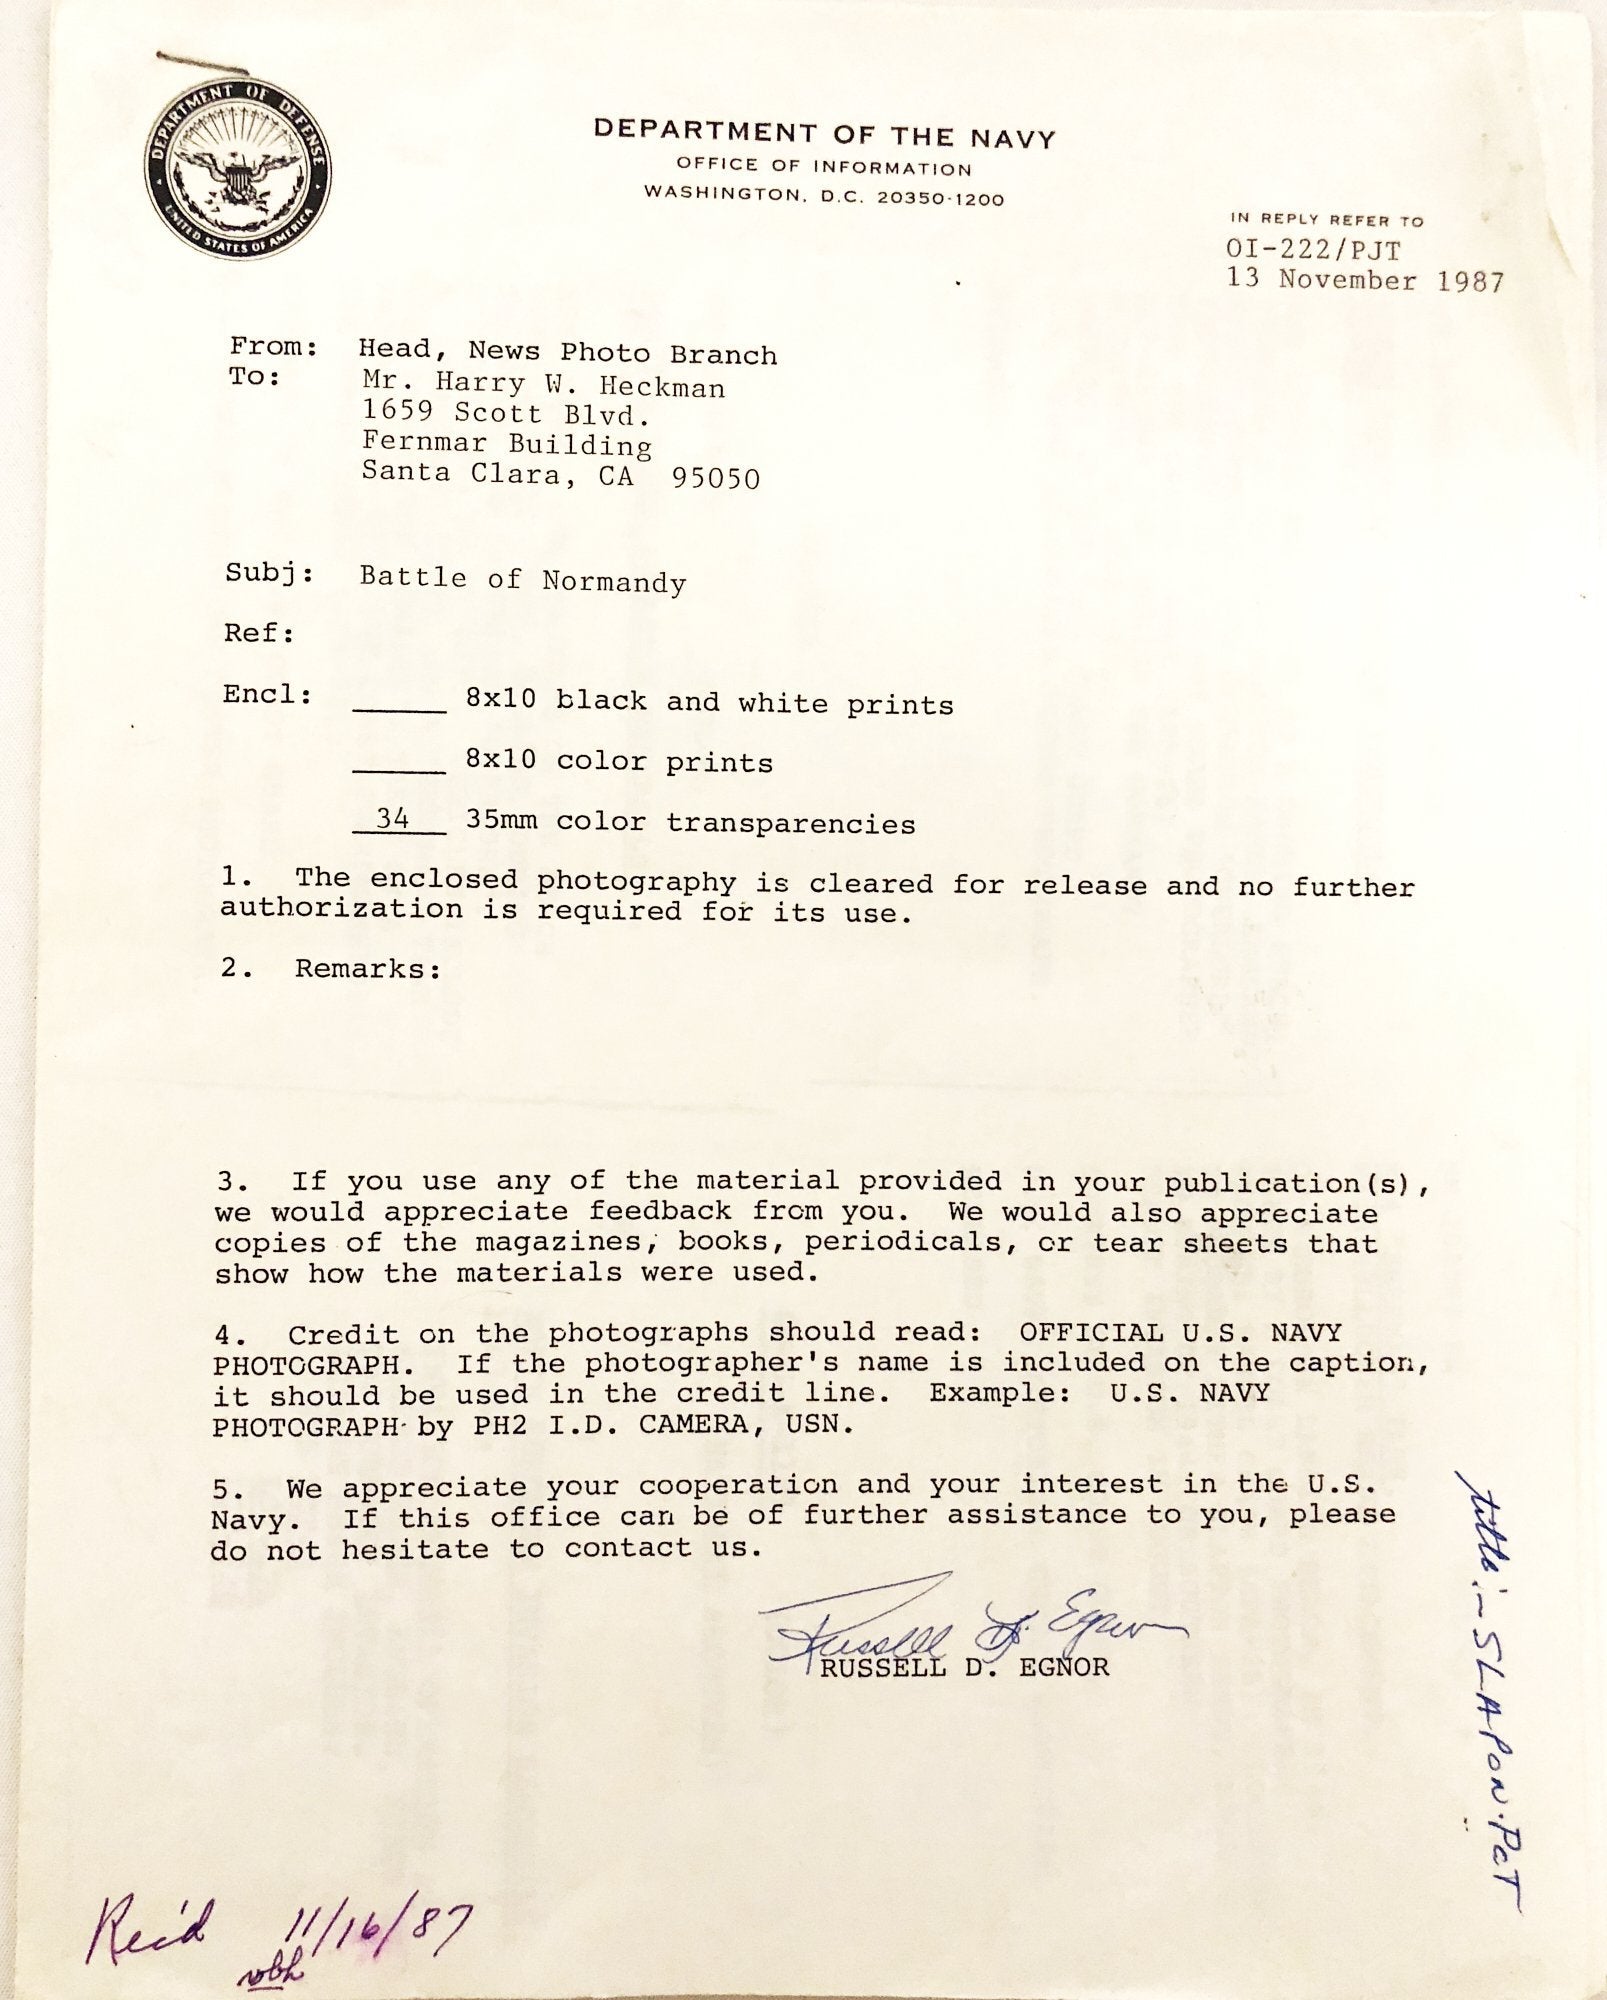 DEPARTMENT OF DEFENSE
UNITED STATES OF AMERICA
DEPARTMENT OF THE NAVY
OFFICE OF INFORMATION
WASHINGTON, D.C. 20350-1200
IN REPLY REFER TO
OI-222/PJT
13 November 1987
From: Head, News Photo Branch
To: Mr. Harry W. Heckman
1659 Scott Blvd.
Fernmar Building
Santa Clara, CA 95050
Subj: Battle of Normandy
Ref:
Encl: _____ 8x10 black and white prints
_____ 8x10 color prints
34 35mm color transparencies
1. The enclosed photography is cleared for release and no further
authorization is required for its use.
2. Remarks:
3. If you use any of the material provided in your publication(s),
we would appreciate feedback from you. We would also appreciate
copies of the magazines, books, periodicals, or tear sheets that
show how the materials were used.
4. Credit on the photographs should read: OFFICIAL U.S. NAVY
PHOTOGRAPH. If the photographer's name is included on the caption,
it should be used in the credit line. Example: U.S. NAVY
PHOTOGRAPH by PH2 I.D. CAMERA, USN.
5. We appreciate your cooperation and your interest in the U.S.
Navy. If this office can be of further assistance to you, please
do not hesitate to contact us.
Russell D. Egnor
RUSSELL D. EGNOR
SLAPON.PAT
Rec'd 11/16/87